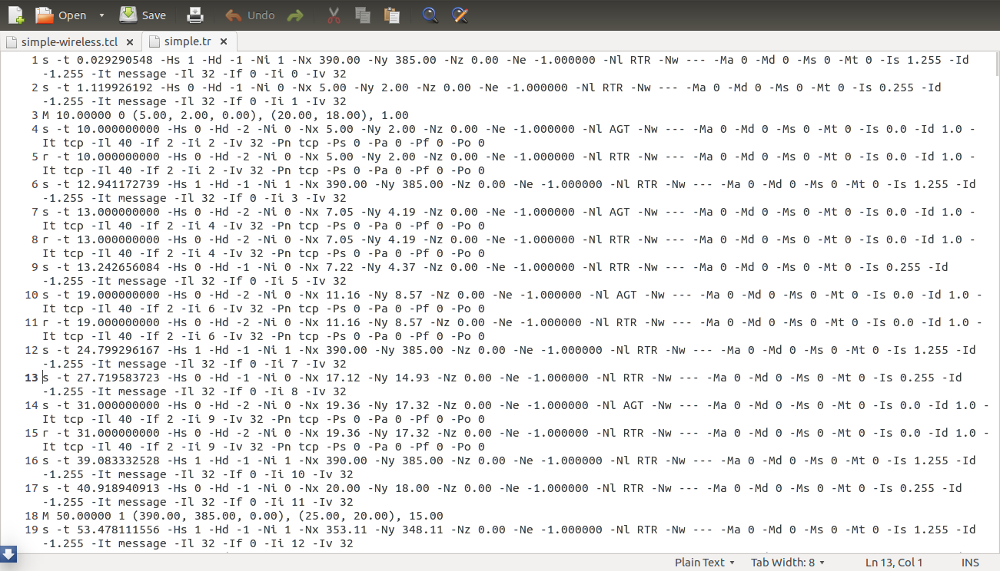 Open Save Undo
simple-wireless.tcl × simple.tr ×
1 s -t 0.029290548 -Hs 1 -Hd -1 -Ni 1 -Nx 390.00 -Ny 385.00 -Nz 0.00 -Ne -1.000000 -Nl RTR -Nw --- -Ma 0 -Md 0 -Ms 0 -Mt 0 -Is 1.255 -Id
-1.255 -It message -Il 32 -If 0 -Ii 0 -Iv 32
2 s -t 1.119926192 -Hs 0 -Hd -1 -Ni 0 -Nx 5.00 -Ny 2.00 -Nz 0.00 -Ne -1.000000 -Nl RTR -Nw --- -Ma 0 -Md 0 -Ms 0 -Mt 0 -Is 0.255 -Id
-1.255 -It message -Il 32 -If 0 -Ii 1 -Iv 32
3 M 10.00000 0 (5.00, 2.00, 0.00), (20.00, 18.00), 1.00
4 s -t 10.000000000 -Hs 0 -Hd -2 -Ni 0 -Nx 5.00 -Ny 2.00 -Nz 0.00 -Ne -1.000000 -Nl AGT -Nw --- -Ma 0 -Md 0 -Ms 0 -Mt 0 -Is 0.0 -Id 1.0 -
It tcp -Il 40 -If 2 -Ii 2 -Iv 32 -Pn tcp -Ps 0 -Pa 0 -Pf 0 -Po 0
5 r -t 10.000000000 -Hs 0 -Hd -2 -Ni 0 -Nx 5.00 -Ny 2.00 -Nz 0.00 -Ne -1.000000 -Nl RTR -Nw --- -Ma 0 -Md 0 -Ms 0 -Mt 0 -Is 0.0 -Id 1.0 -
It tcp -Il 40 -If 2 -Ii 2 -Iv 32 -Pn tcp -Ps 0 -Pa 0 -Pf 0 -Po 0
6 s -t 12.941172739 -Hs 1 -Hd -1 -Ni 1 -Nx 390.00 -Ny 385.00 -Nz 0.00 -Ne -1.000000 -Nl RTR -Nw --- -Ma 0 -Md 0 -Ms 0 -Mt 0 -Is 1.255 -Id
-1.255 -It message -Il 32 -If 0 -Ii 3 -Iv 32
7 s -t 13.000000000 -Hs 0 -Hd -2 -Ni 0 -Nx 7.05 -Ny 4.19 -Nz 0.00 -Ne -1.000000 -Nl AGT -Nw --- -Ma 0 -Md 0 -Ms 0 -Mt 0 -Is 0.0 -Id 1.0 -
It tcp -Il 40 -If 2 -Ii 4 -Iv 32 -Pn tcp -Ps 0 -Pa 0 -Pf 0 -Po 0
8 r -t 13.000000000 -Hs 0 -Hd -2 -Ni 0 -Nx 7.05 -Ny 4.19 -Nz 0.00 -Ne -1.000000 -Nl RTR -Nw --- -Ma 0 -Md 0 -Ms 0 -Mt 0 -Is 0.0 -Id 1.0 -
It tcp -Il 40 -If 2 -Ii 4 -Iv 32 -Pn tcp -Ps 0 -Pa 0 -Pf 0 -Po 0
9 s -t 13.242656084 -Hs 0 -Hd -1 -Ni 0 -Nx 7.22 -Ny 4.37 -Nz 0.00 -Ne -1.000000 -Nl RTR -Nw --- -Ma 0 -Md 0 -Ms 0 -Mt 0 -Is 0.255 -Id
-1.255 -It message -Il 32 -If 0 -Ii 5 -Iv 32
10 s -t 19.000000000 -Hs 0 -Hd -2 -Ni 0 -Nx 11.16 -Ny 8.57 -Nz 0.00 -Ne -1.000000 -Nl AGT -Nw --- -Ma 0 -Md 0 -Ms 0 -Mt 0 -Is 0.0 -Id 1.0 -
It tcp -Il 40 -If 2 -Ii 6 -Iv 32 -Pn tcp -Ps 0 -Pa 0 -Pf 0 -Po 0
11 r -t 19.000000000 -Hs 0 -Hd -2 -Ni 0 -Nx 11.16 -Ny 8.57 -Nz 0.00 -Ne -1.000000 -Nl RTR -Nw --- -Ma 0 -Md 0 -Ms 0 -Mt 0 -Is 0.0 -Id 1.0 -
It tcp -Il 40 -If 2 -Ii 6 -Iv 32 -Pn tcp -Ps 0 -Pa 0 -Pf 0 -Po 0
12 s -t 24.799296167 -Hs 1 -Hd -1 -Ni 1 -Nx 390.00 -Ny 385.00 -Nz 0.00 -Ne -1.000000 -Nl RTR -Nw --- -Ma 0 -Md 0 -Ms 0 -Mt 0 -Is 1.255 -Id
-1.255 -It message -Il 32 -If 0 -Ii 7 -Iv 32
13 s -t 27.719583723 -Hs 0 -Hd -1 -Ni 0 -Nx 17.12 -Ny 14.93 -Nz 0.00 -Ne -1.000000 -Nl RTR -Nw --- -Ma 0 -Md 0 -Ms 0 -Mt 0 -Is 0.255 -Id
-1.255 -It message -Il 32 -If 0 -Ii 8 -Iv 32
14 s -t 31.000000000 -Hs 0 -Hd -2 -Ni 0 -Nx 19.36 -Ny 17.32 -Nz 0.00 -Ne -1.000000 -Nl AGT -Nw --- -Ma 0 -Md 0 -Ms 0 -Mt 0 -Is 0.0 -Id 1.0 -
It tcp -Il 40 -If 2 -Ii 9 -Iv 32 -Pn tcp -Ps 0 -Pa 0 -Pf 0 -Po 0
15 r -t 31.000000000 -Hs 0 -Hd -2 -Ni 0 -Nx 19.36 -Ny 17.32 -Nz 0.00 -Ne -1.000000 -Nl RTR -Nw --- -Ma 0 -Md 0 -Ms 0 -Mt 0 -Is 0.0 -Id 1.0 -
It tcp -Il 40 -If 2 -Ii 9 -Iv 32 -Pn tcp -Ps 0 -Pa 0 -Pf 0 -Po 0
16 s -t 39.083332528 -Hs 1 -Hd -1 -Ni 1 -Nx 390.00 -Ny 385.00 -Nz 0.00 -Ne -1.000000 -Nl RTR -Nw --- -Ma 0 -Md 0 -Ms 0 -Mt 0 -Is 1.255 -Id
-1.255 -It message -Il 32 -If 0 -Ii 10 -Iv 32
17 s -t 40.918940913 -Hs 0 -Hd -1 -Ni 0 -Nx 20.00 -Ny 18.00 -Nz 0.00 -Ne -1.000000 -Nl RTR -Nw --- -Ma 0 -Md 0 -Ms 0 -Mt 0 -Is 0.255 -Id
-1.255 -It message -Il 32 -If 0 -Ii 11 -Iv 32
18 M 50.00000 1 (390.00, 385.00, 0.00), (25.00, 20.00), 15.00
19 s -t 53.478111556 -Hs 1 -Hd -1 -Ni 1 -Nx 353.11 -Ny 348.11 -Nz 0.00 -Ne -1.000000 -Nl RTR -Nw --- -Ma 0 -Md 0 -Ms 0 -Mt 0 -Is 1.255 -Id
-1.255 -It message -Il 32 -If 0 -Ii 12 -Iv 32
Plain Text Tab Width: 8 Ln 13, Col 1 INS